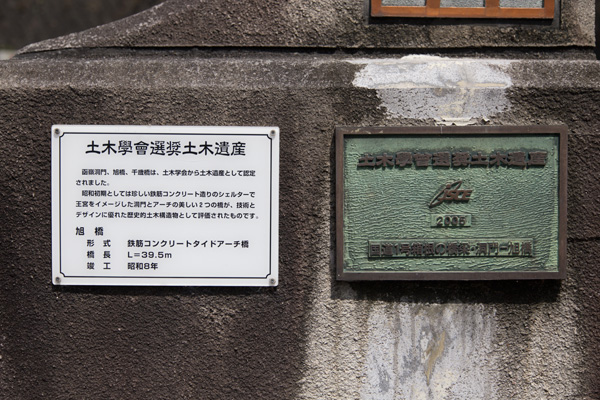 土木學會選奨土木遺産
函嶺洞門、旭橋、千歳橋は、土木学会から土木遺産として認定
されました。
昭和初期としては珍しい鉄筋コンクリート造りのシェルターで
王宮をイメージした洞門とアーチの美しい2つの橋が、技術と
デザインに優れた歴史的土木構造物として評価されたものです。
旭 橋
形 式 鉄筋コンクリートタイドアーチ橋
橋 長 L=39.5m
竣 工 昭和8年
土木學會選奨土木遺産
JSCE
2005